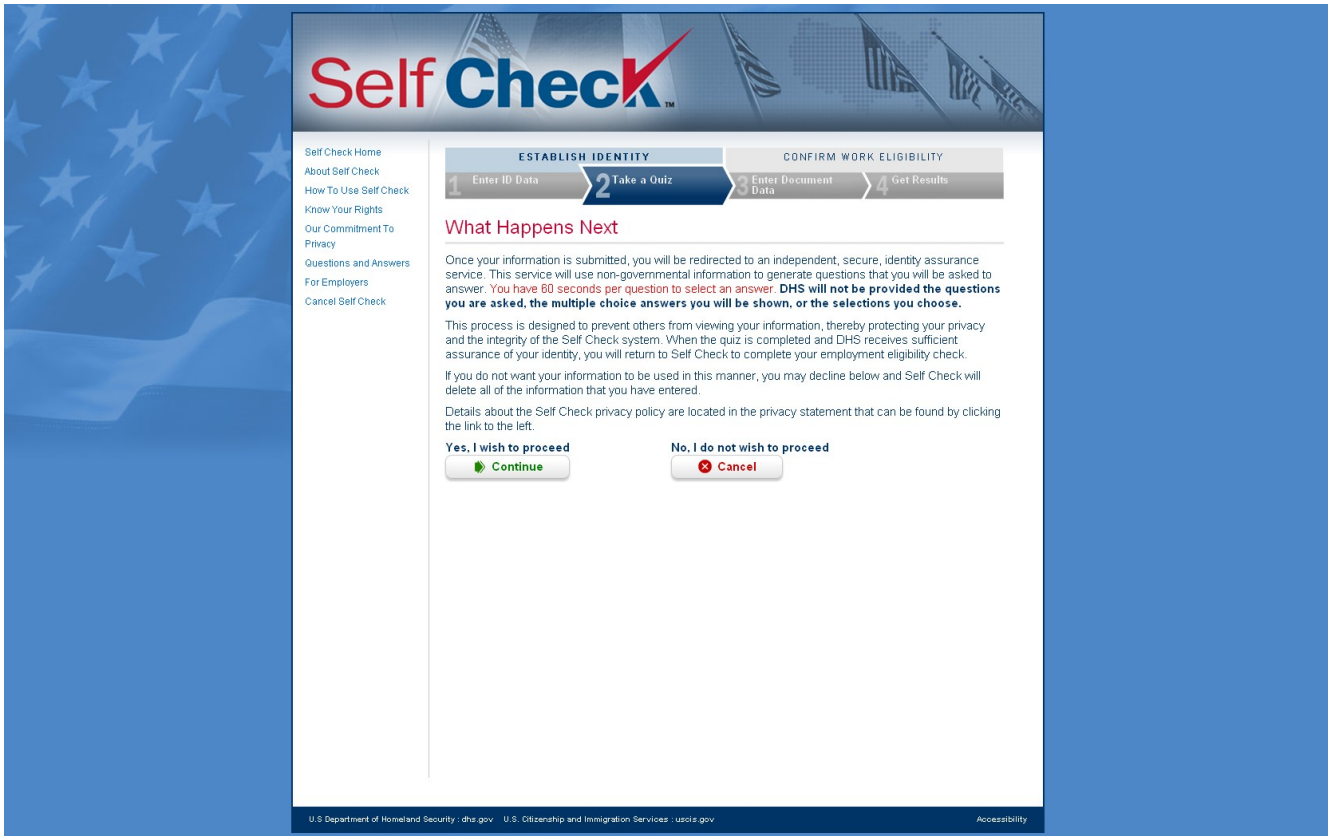 Self Check™
Self Check Home
About Self Check
How To Use Self Check
Know Your Rights
Our Commitment To
Privacy
Questions and Answers
For Employers
Cancel Self Check
ESTABLISH IDENTITY
CONFIRM WORK ELIGIBILITY
1 Enter ID Data
2 Take a Quiz
3 Enter Document
Data
4 Get Results
What Happens Next
Once your information is submitted, you will be redirected to an independent, secure, identity assurance
service. This service will use non-governmental information to generate questions that you will be asked to
answer. You have 60 seconds per question to select an answer. DHS will not be provided the questions
you are asked, the multiple choice answers you will be shown, or the selections you choose.
This process is designed to prevent others from viewing your information, thereby protecting your privacy
and the integrity of the Self Check system. When the quiz is completed and DHS receives sufficient
assurance of your identity, you will return to Self Check to complete your employment eligibility check.
If you do not want your information to be used in this manner, you may decline below and Self Check will
delete all of the information that you have entered.
Details about the Self Check privacy policy are located in the privacy statement that can be found by clicking
the link to the left.
Yes, I wish to proceed
Continue
No, I do not wish to proceed
Cancel
U.S Department of Homeland Security : dhs.gov U.S. Citizenship and Immigration Services : uscis.gov
Accessibility